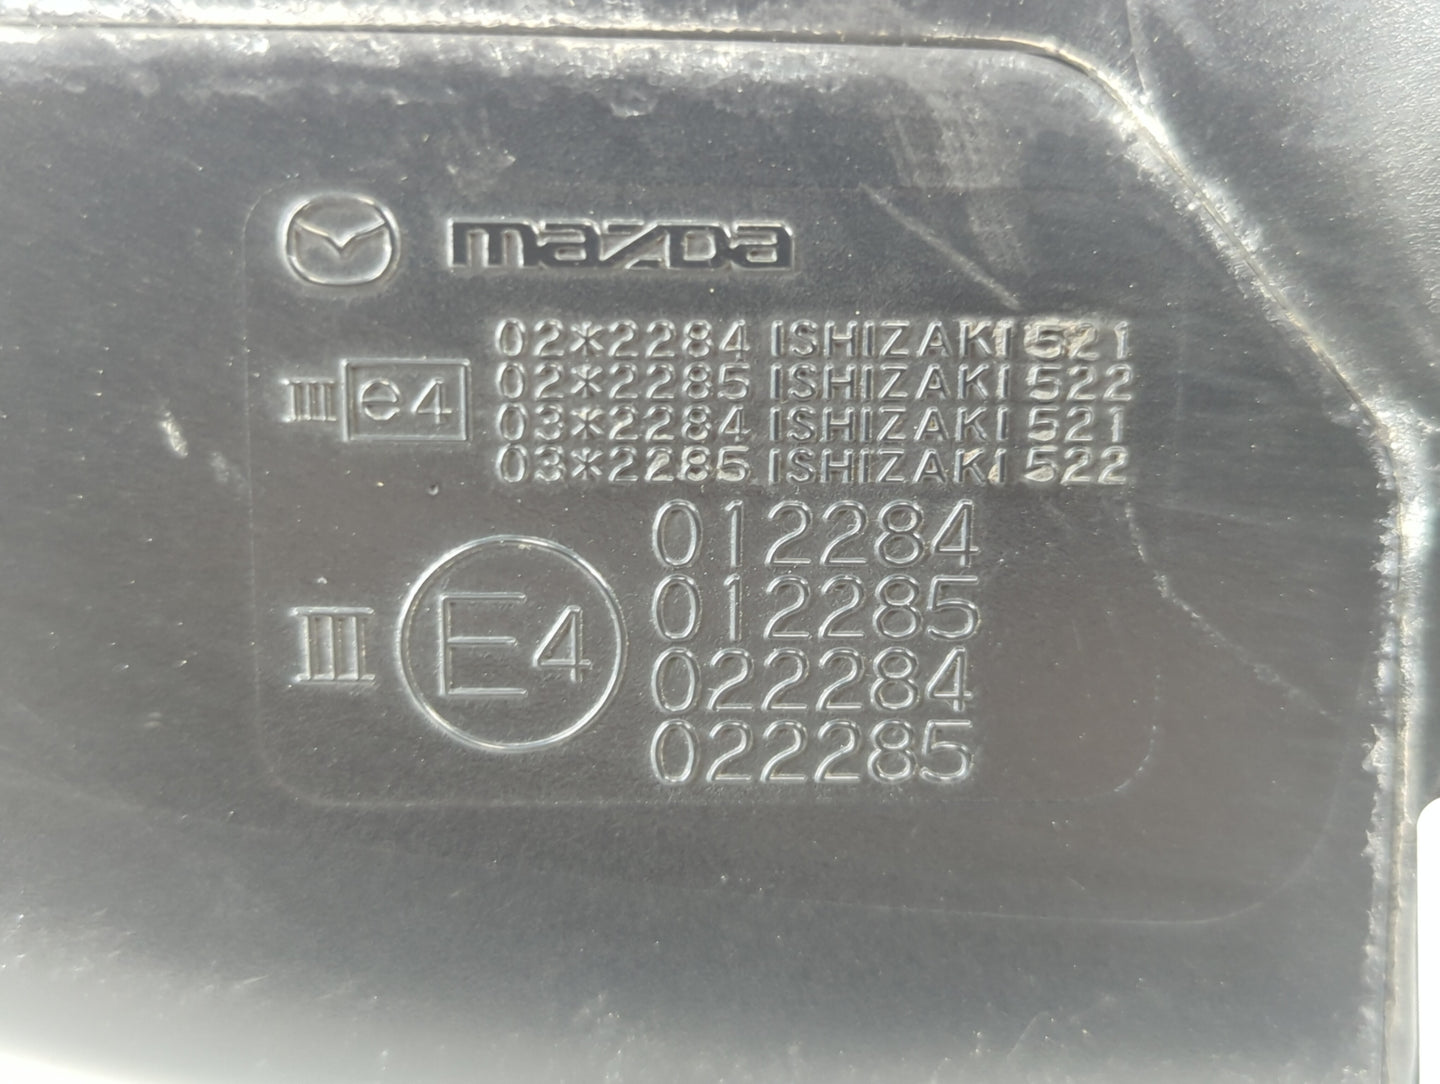 mazda
02*2284 ISHIZAKI 521
02*2285 ISHIZAKI 522
III e4
03*2284 ISHIZAKI 521
03*2285 ISHIZAKI 522
012284
012285
III E4
022284
022285